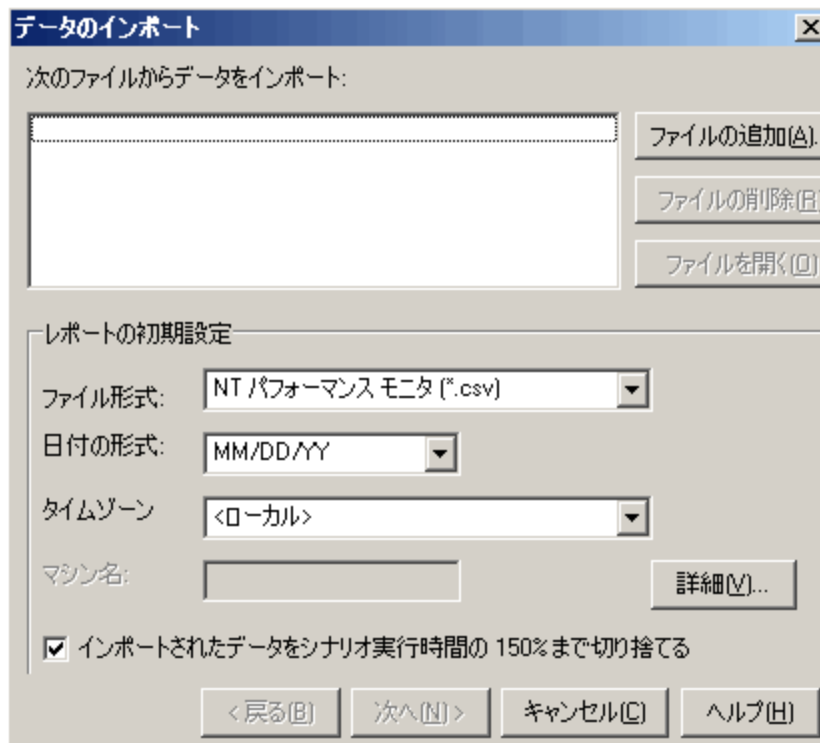 データのインポート
次のファイルからデータをインポート:
ファイルの追加(A).
ファイルの削除(R)
ファイルを開く(O)
レポートの初期設定
ファイル形式:
NT パフォーマンス モニタ (*.csv)
日付の形式:
MM/DD/YY
タイムゾーン
<ローカル>
マシン名:
詳細(V)...
インポートされたデータをシナリオ実行時間の 150% まで切り捨てる
< 戻る(B)
次へ(N) >
キャンセル(C)
ヘルプ(H)